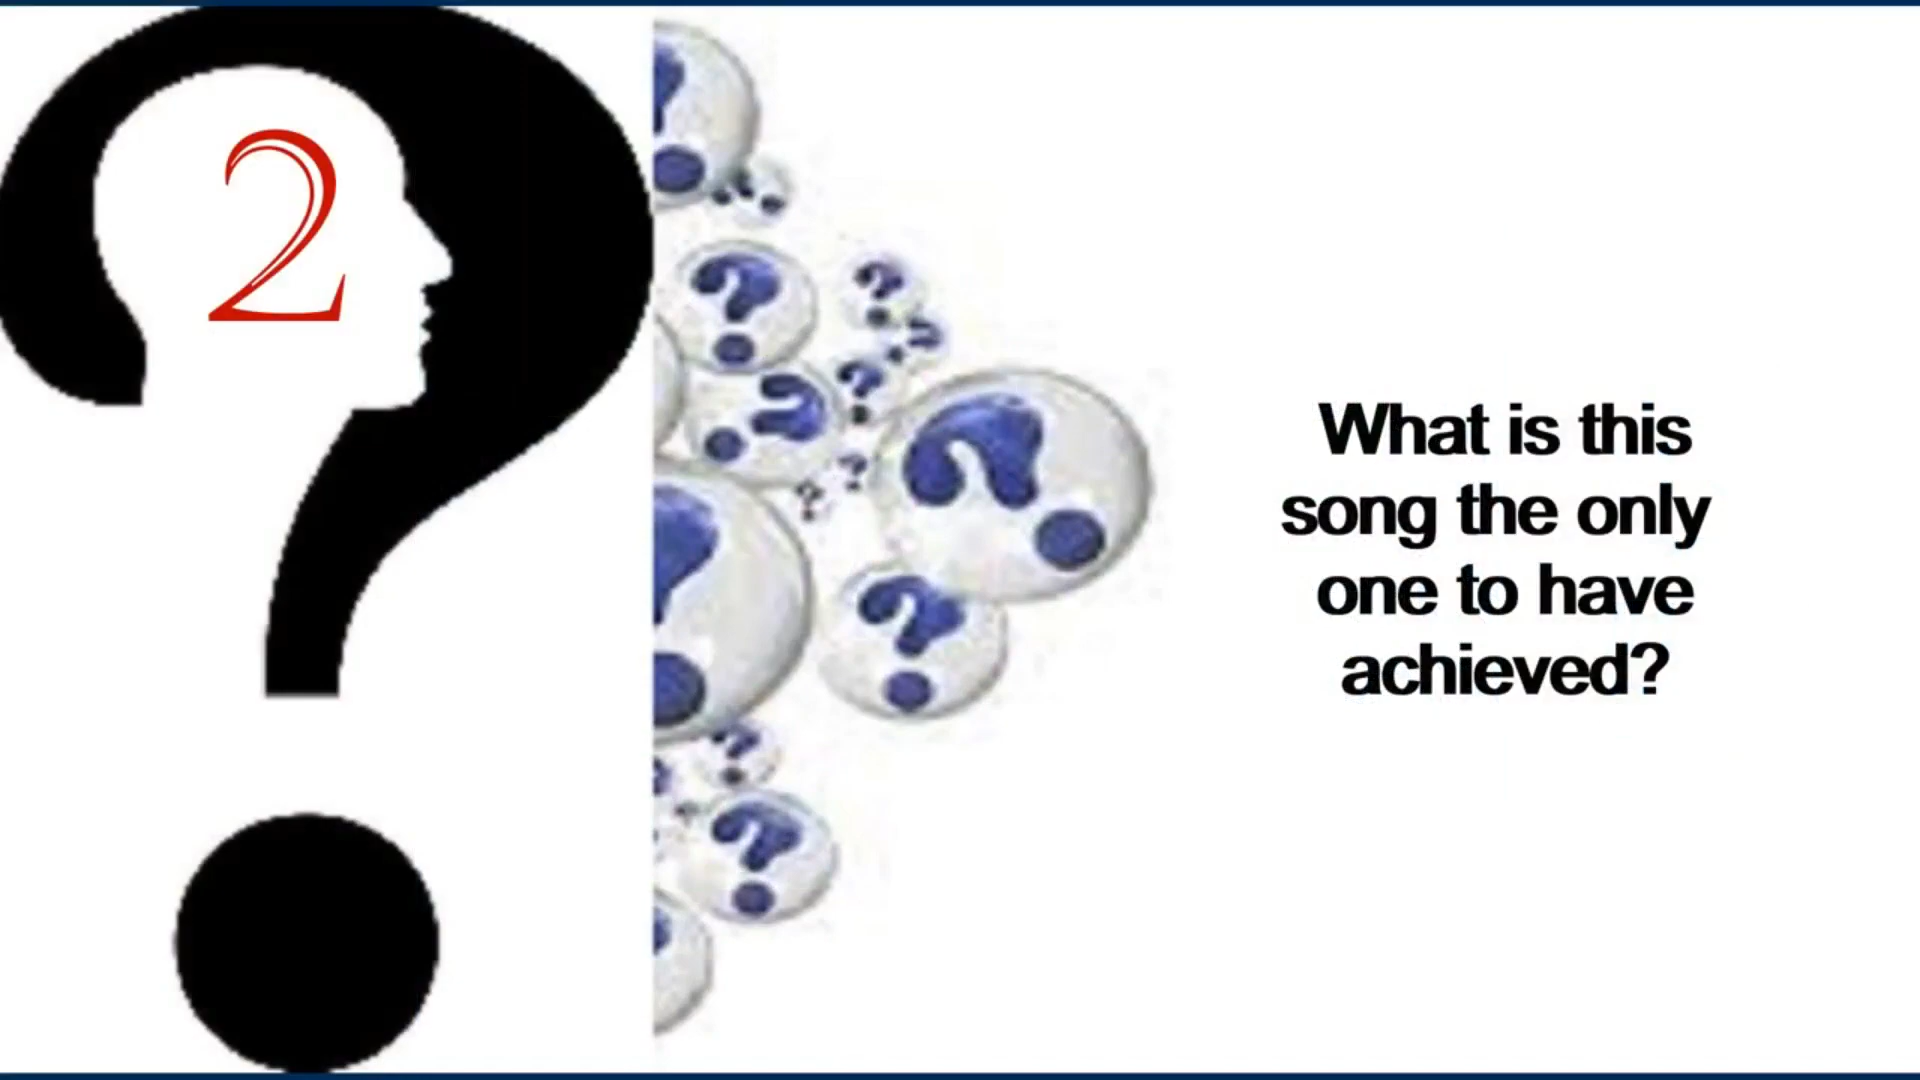 2
What is this
song the only
one to have
achieved?